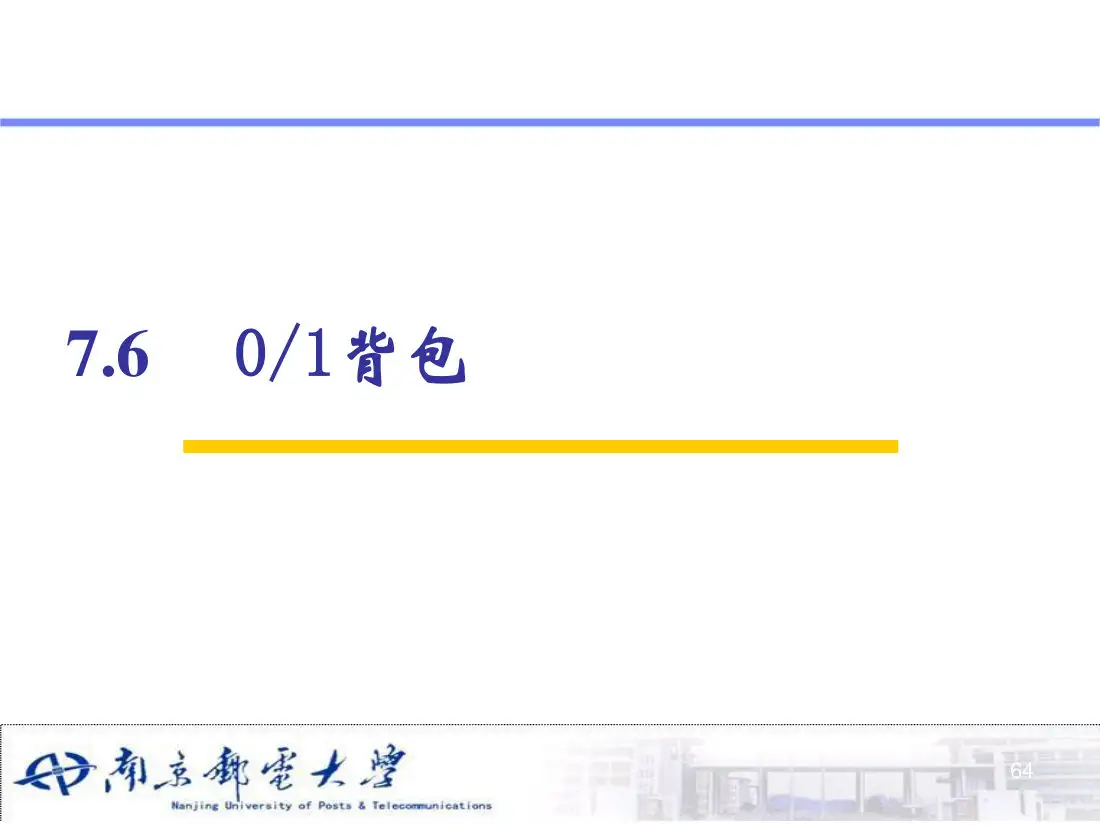 7.6 0/1背包
南京郵電大學
Nanjing University of Posts & Telecommunications
64